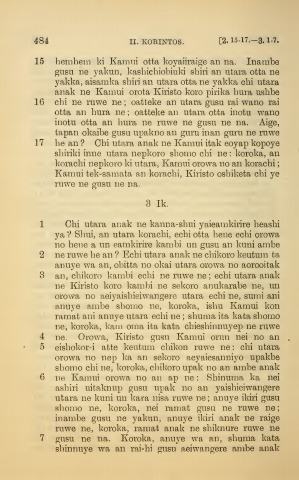 484 II. KORINTOS. [2. 15-17.—3. 1-7.
15 hembem ki Kamui otta koyairaige an na. Inambe
gusu ne yakun, kashichiobiuki shiri an utara otta ne
yakka, aisamka shiri an utara otta ne yakka chi utara
anak ne Kamui orota Kiristo koro pirika hura ushbe
16 chi ne ruwe ne; oatteke an utara gusu rai wano rai
otta an hura ne; oatteke an utara otta inotu wano
inotu otta an hura ne ruwe ne gusu ne na. Aige,
tapan okaibe gusu upakno an guru inan guru ne ruwe
17 he an? Chi utara anak ne Kamui itak eoyap kopoye
shiriki inne utara nepkoro shomo chi ne: koroka, an
korachi nepkoro ki utara, Kamui orowa no an korachi;
Kamui tek-samata an korachi, Kiristo oshiketa chi ye
ruwe ne gusu ne na.
3 Ik.
1 Chi utara anak ne kanna-shui yaieamkirire heashi
ya? Shui, an utara korachi, echi otta hene echi orowa
no hene a un eamkirire kambi un gusu an kuni ambe
2 ne ruwe he an? Echi utara anak ne chikoro keutum ta
anuye wa an, obitta no okai utara orowa no aorooitak
3 an, chikoro kambi echi ne ruwe ne; echi utara anak
ne Kiristo koro kambi ne sekoro anukarabe ne, un
orowa no aeiyaishiiwangere utara echi ne, sumi ani
anuye ambe shomo ne, koroka, ishu Kamui kon
ramat ani anuye utara echi ne; shuma ita kata shomo
ne, koroka, kam oma ita kata chieshinnuyep ne ruwe
4 ne. Orowa, Kiristo gusu Kamui orun nei no an
5 eishokor-i atte keutum chikon ruwe ne: chi utara
orowa no nep ka an sekoro aeyaiesanniyo upakbe
shomo chi ne, koroka, chikoro upak no an ambe anak
6 ne Kamui orowa no an ap ne: Shinuma ka nei
ashiri uitaknup gusu upak no an yaishieiwangere
utara ne kuni un kara nisa ruwe ne; anuye ikiri gusu
shomo ne, koroka, nei ramat gusu ne ruwe ne;
inambe gusu ne yakun, anuye ikiri anak ne raige
ruwe ne, koroka, ramat anak ne shiknure ruwe ne
7 gusu ne na. Koroka, anuye wa an, shuma kata
shinnuye wa an rai-hi gusu aeiwangere ambe anak